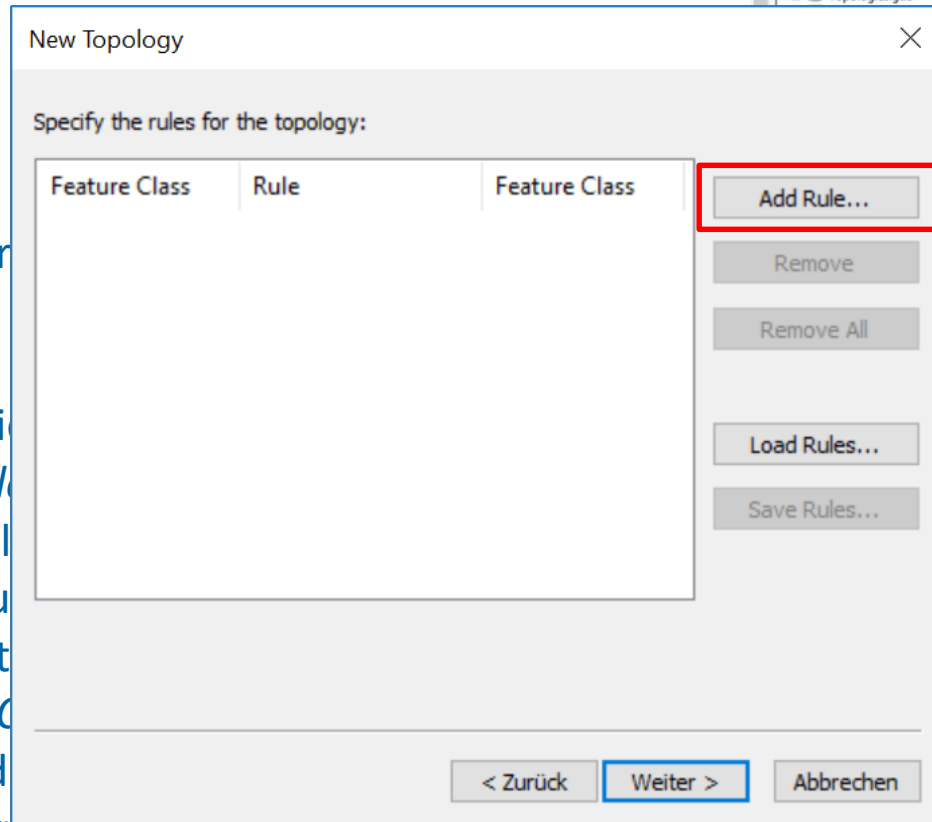 New Topology
Specify the rules for the topology:
Feature Class Rule Feature Class
Add Rule...
Remove
Remove All
Load Rules...
Save Rules...
< Zurück Weiter > Abbrechen